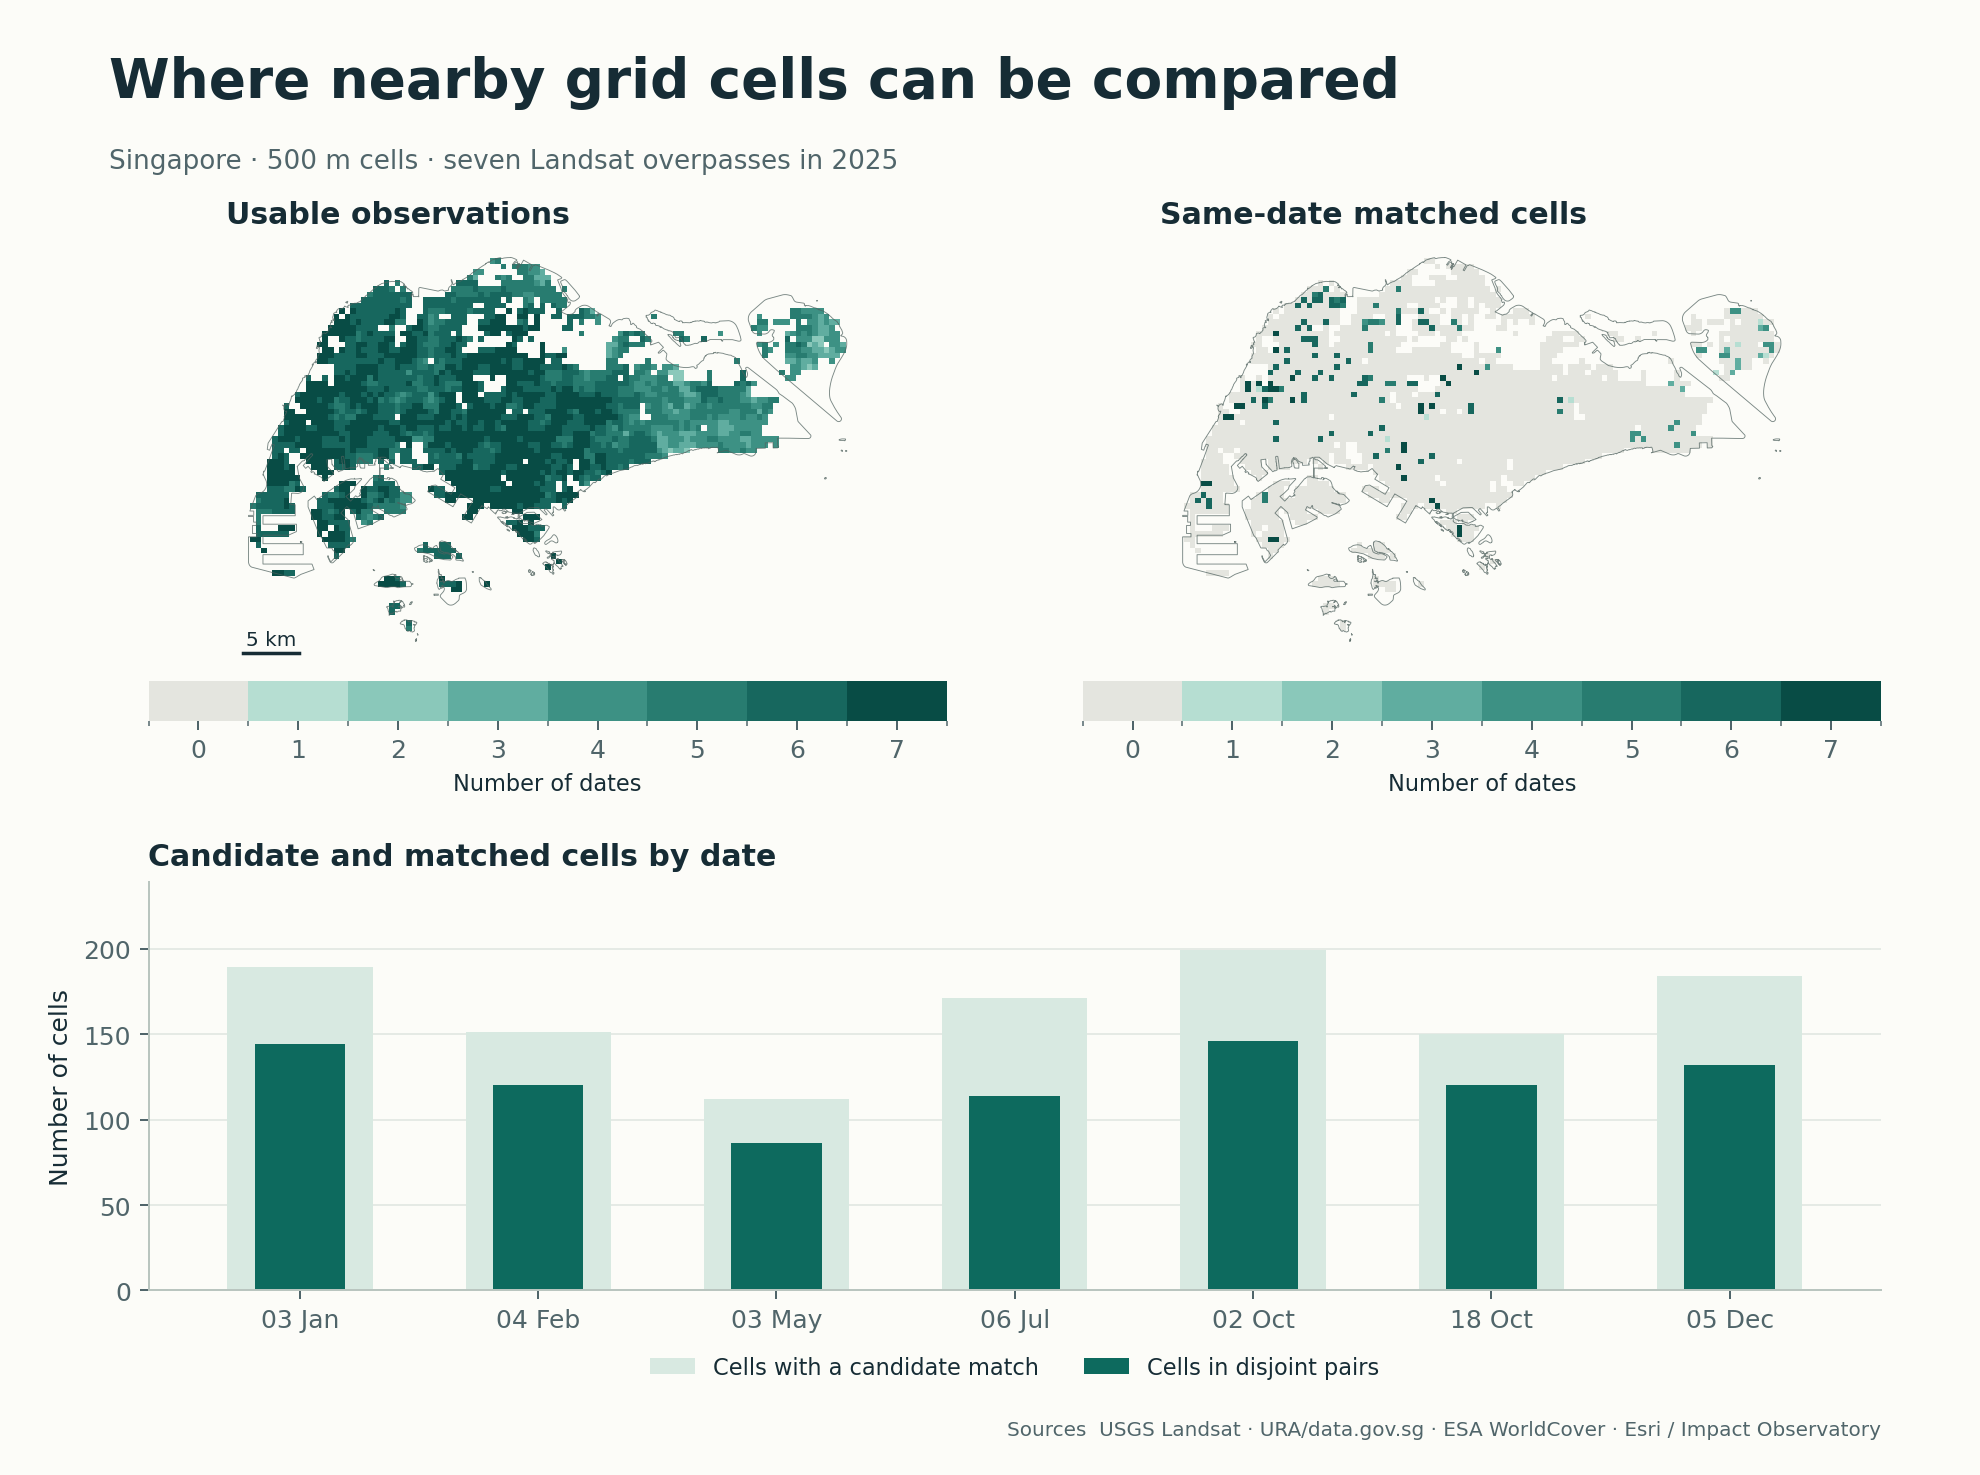 Where nearby grid cells can be compared
Singapore · 500 m cells · seven Landsat overpasses in 2025
Usable observations
Same-date matched cells
5 km
0 1 2 3 4 5 6 7
Number of dates
0 1 2 3 4 5 6 7
Number of dates
Candidate and matched cells by date
Number of cells
200
150
100
50
0
03 Jan 04 Feb 03 May 06 Jul 02 Oct 18 Oct 05 Dec
Cells with a candidate match Cells in disjoint pairs
Sources USGS Landsat · URA/data.gov.sg · ESA WorldCover · Esri / Impact Observatory